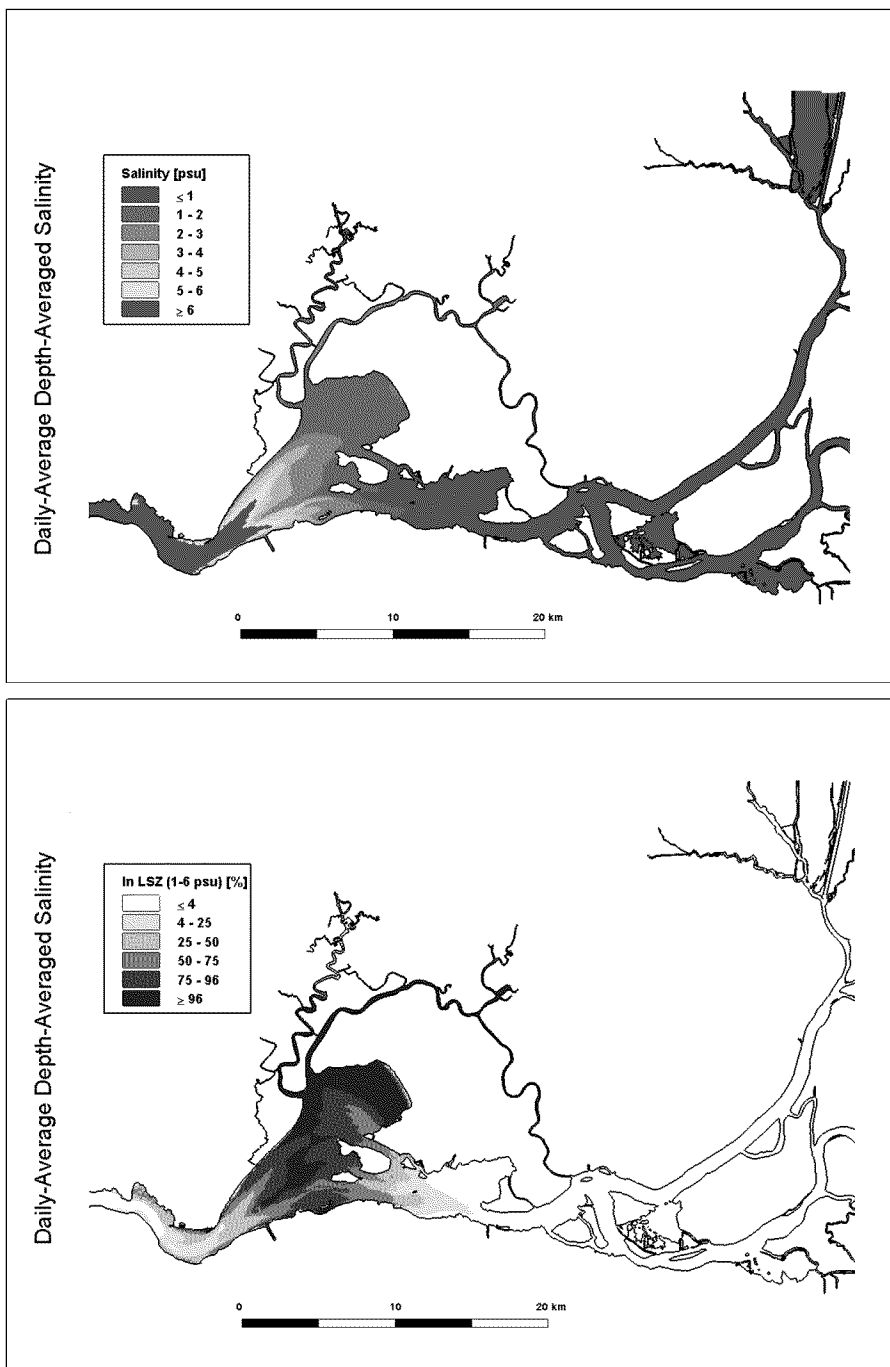 Daily-Average Depth-Averaged Salinity
Salinity [psu]
≤ 1
1 - 2
2 - 3
3 - 4
4 - 5
5 - 6
≥ 6
0 10 20 km
Daily-Average Depth-Averaged Salinity
In LSZ (1-6 psu) [%]
≤ 4
4 - 25
25 - 50
50 - 75
75 - 96
≥ 96
0 10 20 km